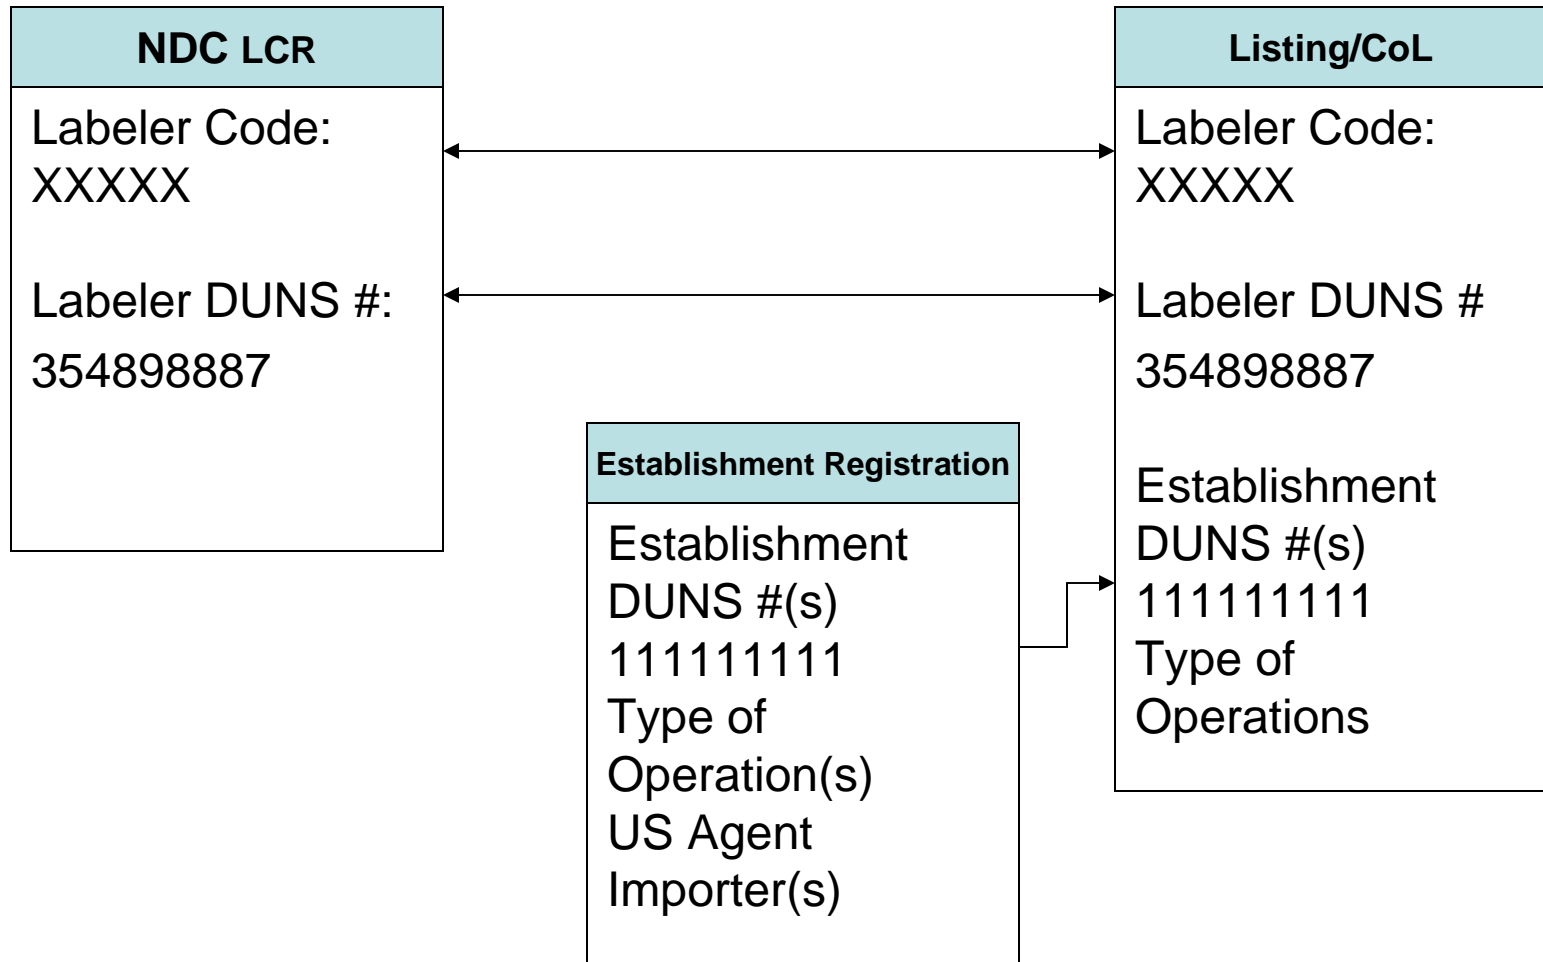 NDC LCR
Labeler Code:
XXXXX
Labeler DUNS #:
354898887
Establishment Registration
Establishment
DUNS #(s)
111111111
Type of
Operation(s)
US Agent
Importer(s)
Listing/CoL
Labeler Code:
XXXXX
Labeler DUNS #
354898887
Establishment
DUNS #(s)
111111111
Type of
Operations